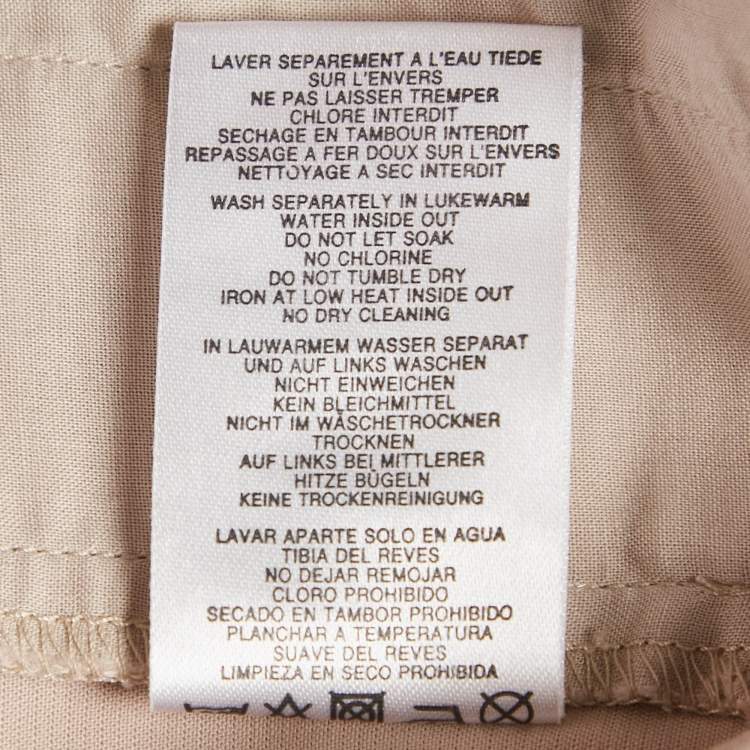 LAVER SEPAREMENT A L'EAU TIEDE
SUR L'ENVERS
NE PAS LAISSER TREMPER
CHLORE INTERDIT
SECHAGE EN TAMBOUR INTERDIT
REPASSAGE A FER DOUX SUR L'ENVERS
NETTOYAGE A SEC INTERDIT
WASH SEPARATELY IN LUKEWARM
WATER INSIDE OUT
DO NOT LET SOAK
NO CHLORINE
DO NOT TUMBLE DRY
IRON AT LOW HEAT INSIDE OUT
NO DRY CLEANING
IN LAUWARMEM WASSER SEPARAT
UND AUF LINKS WASCHEN
NICHT EINWEICHEN
KEIN BLEICHMITTEL
NICHT IM WÄSCHETROCKNER
TROCKNEN
AUF LINKS BEI MITTLERER
HITZE BÜGELN
KEINE TROCKENREINIGUNG
LAVAR APARTE SOLO EN AGUA
TIBIA DEL REVES
NO DEJAR REMOJAR
CLORO PROHIBIDO
SECADO EN TAMBOR PROHIBIDO
PLANCHAR A TEMPERATURA
SUAVE DEL REVES
LIMPIEZA EN SECO PROHIBIDA